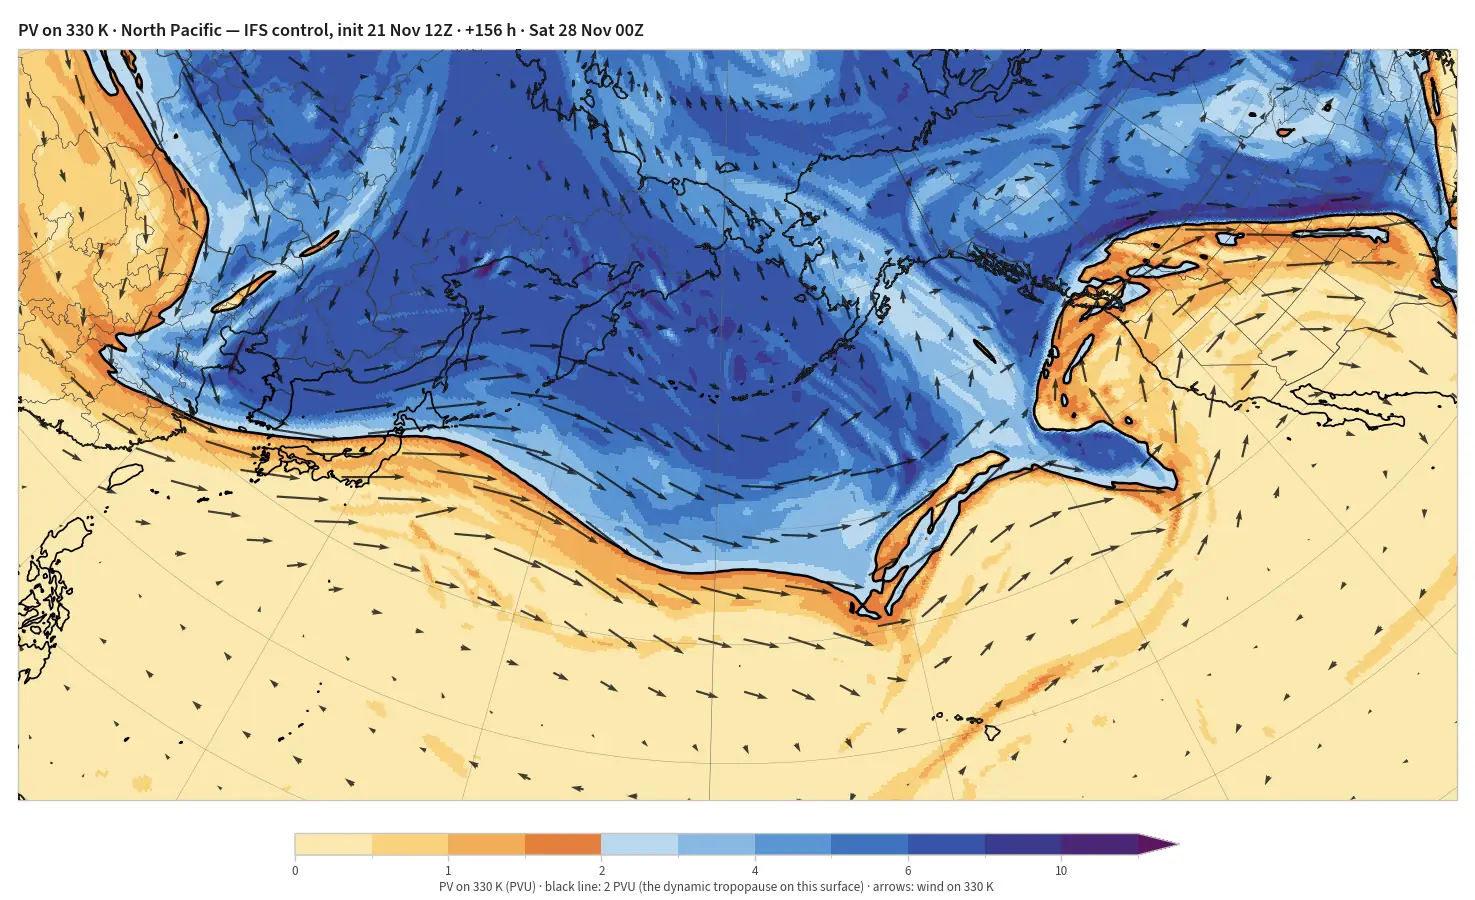 PV on 330 K · North Pacific — IFS control, init 21 Nov 12Z · +156 h · Sat 28 Nov 00Z
0 1 2 4 6 10
PV on 330 K (PVU) · black line: 2 PVU (the dynamic tropopause on this surface) · arrows: wind on 330 K